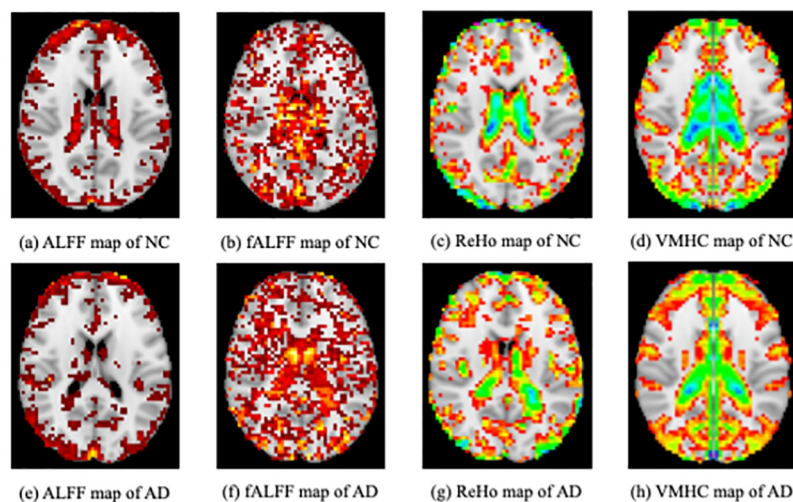 (a) ALFF map of NC
(b) fALFF map of NC
(c) ReHo map of NC
(d) VMHC map of NC
(e) ALFF map of AD
(f) fALFF map of AD
(g) ReHo map of AD
(h) VMHC map of AD